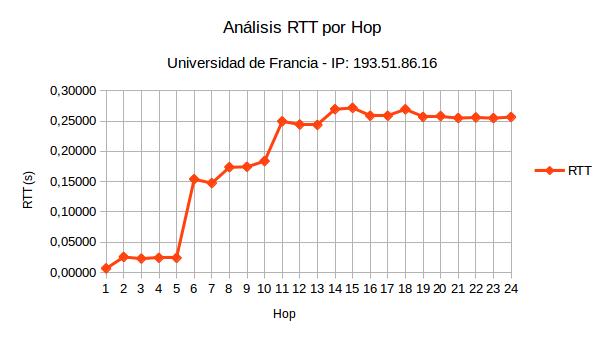 Análisis RTT por Hop
Universidad de Francia - IP: 193.51.86.16
0,30000
0,25000
0,20000
0,15000
0,10000
0,05000
0,00000
RTT (s)
1 2 3 4 5 6 7 8 9 10 11 12 13 14 15 16 17 18 19 20 21 22 23 24
Hop
RTT